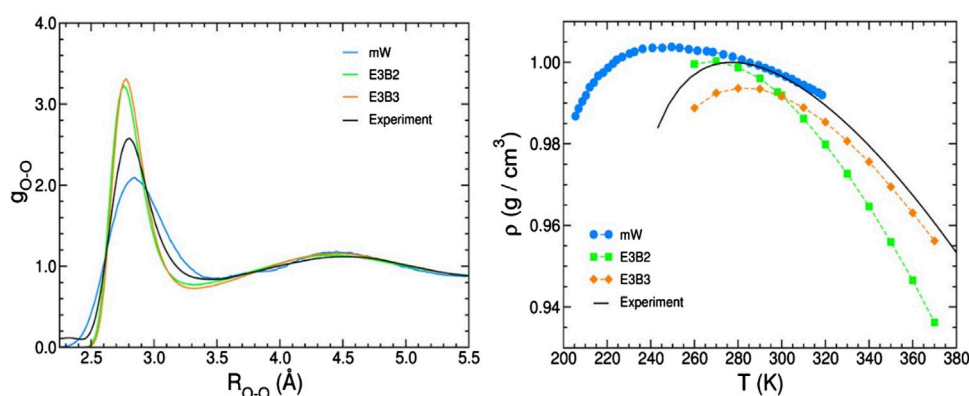 4.0
3.0
2.0
1.0
0.0
g_O-O
mW
E3B2
E3B3
Experiment
2.5 3.0 3.5 4.0 4.5 5.0 5.5
R_O-O (Å)
1.00
0.98
0.96
0.94
ρ (g / cm³)
mW
E3B2
E3B3
Experiment
200 220 240 260 280 300 320 340 360 380
T (K)